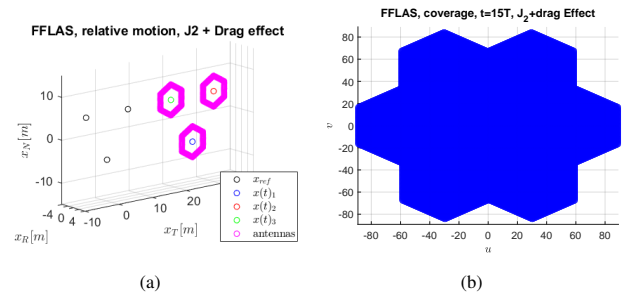 FFLAS, relative motion, J2 + Drag effect
10
0
-10
x_N[m]
-4
0
4
-10
0
10
20
x_R[m]
x_T[m]
x_ref
x(t)_1
x(t)_2
x(t)_3
antennas
(a)
FFLAS, coverage, t=15T, J_2+drag Effect
80
60
40
20
0
-20
-40
-60
-80
v
-80 -60 -40 -20 0 20 40 60 80
u
(b)